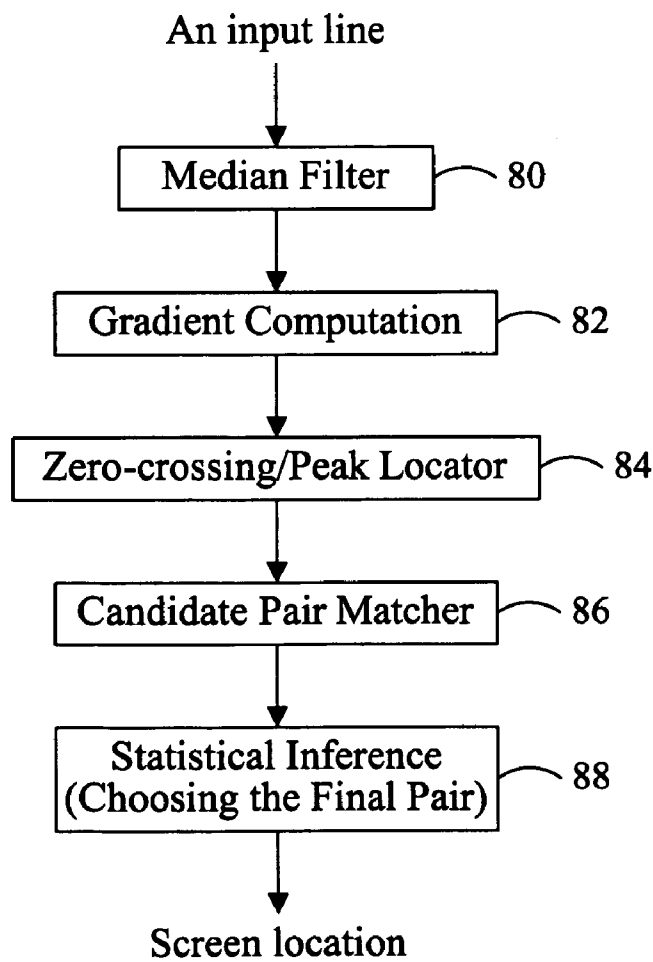 An input line
Median Filter 80
Gradient Computation 82
Zero-crossing/Peak Locator 84
Candidate Pair Matcher 86
Statistical Inference
(Choosing the Final Pair) 88
Screen location